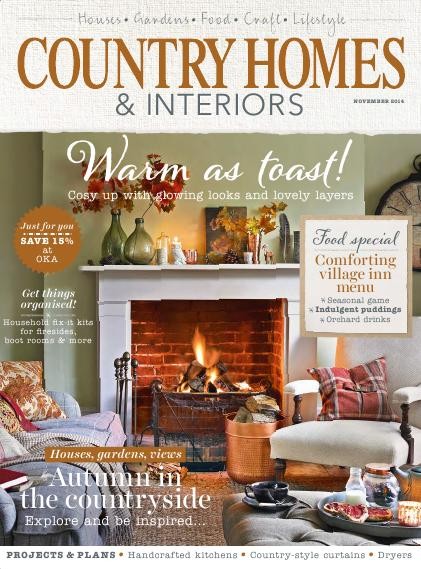 Houses • Gardens • Food • Craft • Lifestyle
COUNTRY HOMES
& INTERIORS
NOVEMBER 2014
Warm as toast!
Cosy up with glowing looks and lovely layers
Just for you
SAVE 15%
at
OKA
Get things
organised!
Household fix-it kits
for firesides,
boot rooms & more
Food special
Comforting
village inn
menu
* Seasonal game
* Indulgent puddings
* Orchard drinks
Houses, gardens, views
Autumn in
the countryside
Explore and be inspired...
PROJECTS & PLANS • Handcrafted kitchens • Country-style curtains • Dryers